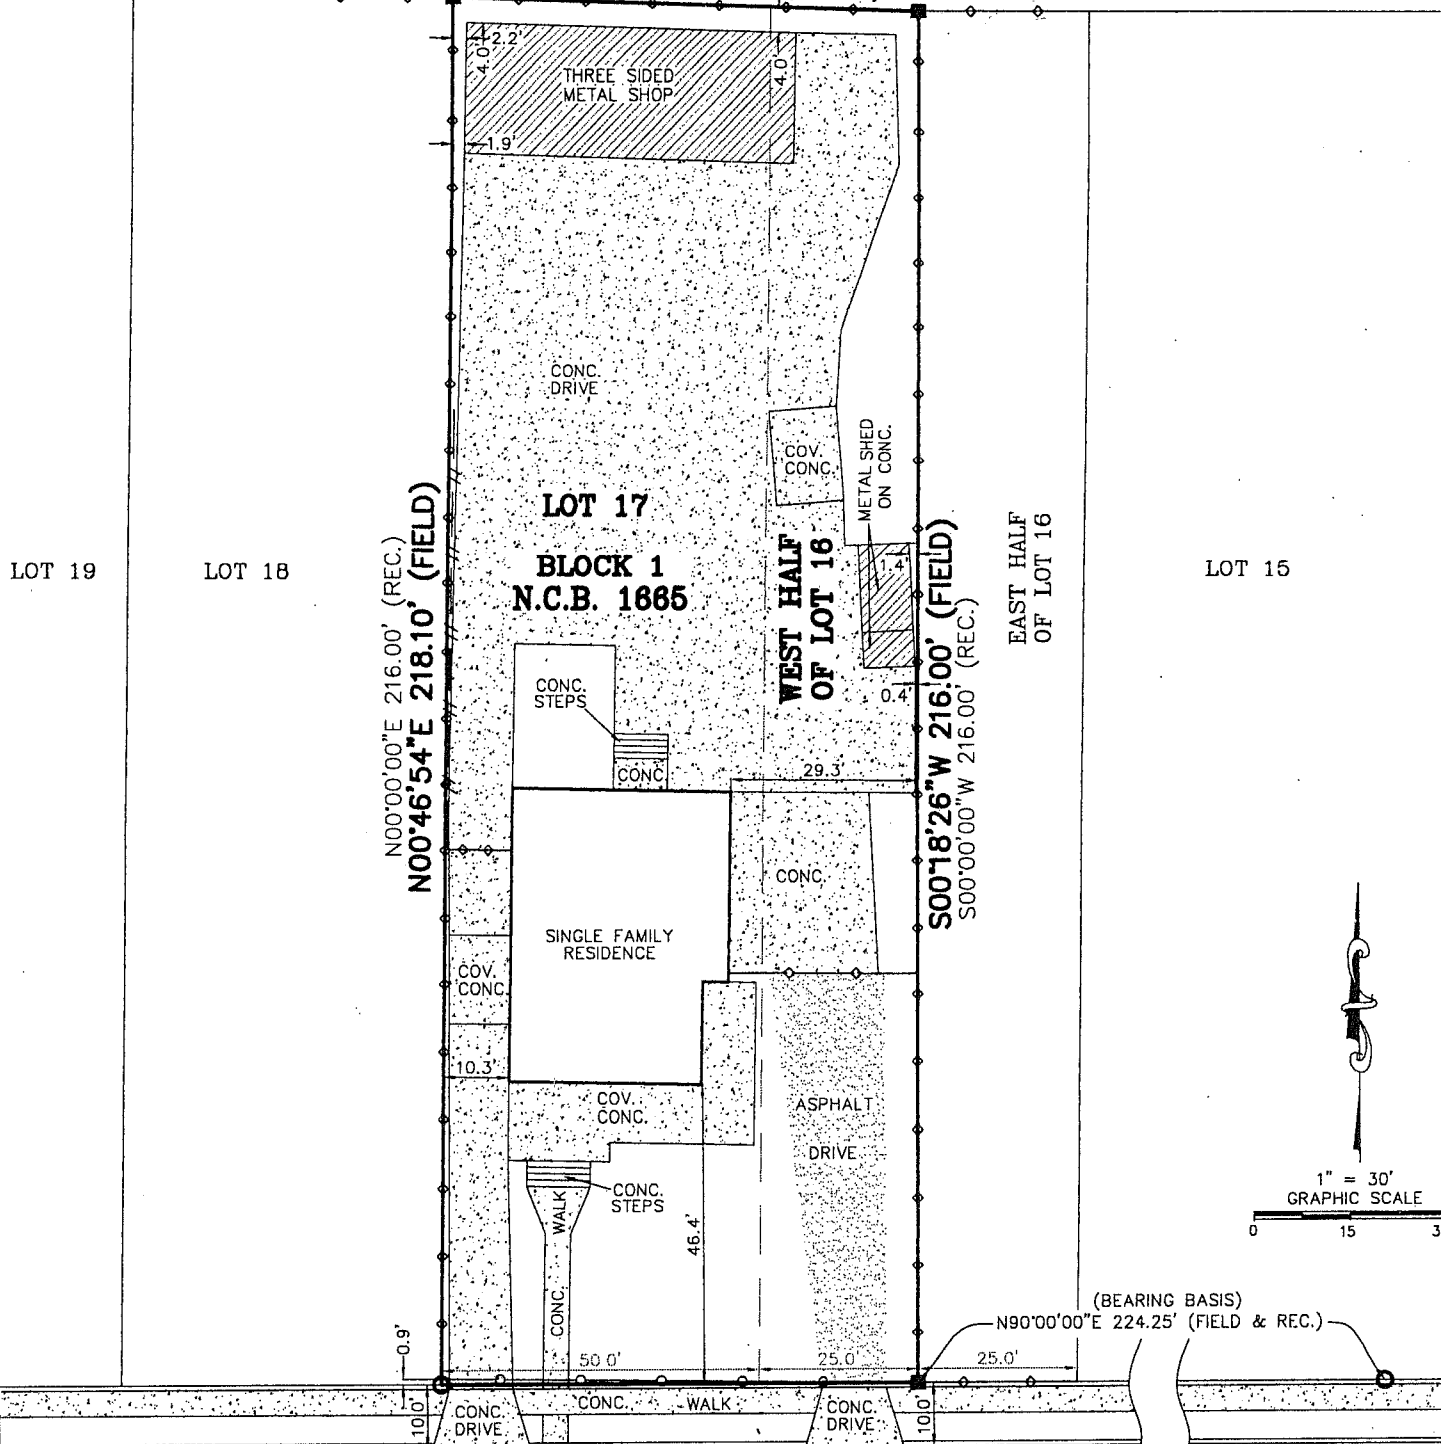 2.2'
4.0'
4.0'
THREE SIDED
METAL SHOP
1.9'
CONC.
DRIVE
COV.
CONC.
METAL SHED
ON CONC.
LOT 17
BLOCK 1
N.C.B. 1665
WEST HALF
OF LOT 16
1.4'
0.4'
LOT 19
LOT 18
N00°00'00"E 216.00' (REC.)
N00°46'54"E 218.10' (FIELD)
S00°18'26"W 216.00' (FIELD)
S00°00'00"W 216.00' (REC.)
EAST HALF
OF LOT 16
LOT 15
CONC.
STEPS
CONC
29.3'
CONC.
SINGLE FAMILY
RESIDENCE
COV.
CONC.
10.3'
COV.
CONC.
ASPHALT
DRIVE
CONC.
STEPS
WALK
CONC.
46.4'
1" = 30'
GRAPHIC SCALE
0 15 3
(BEARING BASIS)
N90°00'00"E 224.25' (FIELD & REC.)
0.9'
50.0'
25.0'
25.0'
10.0'
CONC.
DRIVE
CONC. WALK
CONC.
DRIVE
10.0'